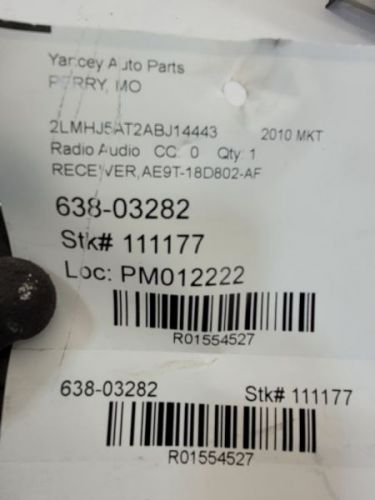 Yancey Auto Parts
PERRY, MO
2LMHJ5AT2ABJ14443 2010 MKT
Radio Audio CC: 0 Qty: 1
RECEIVER,AE9T-18D802-AF
638-03282
Stk# 111177
Loc: PM012222
R01554527
638-03282 Stk# 111177
R01554527